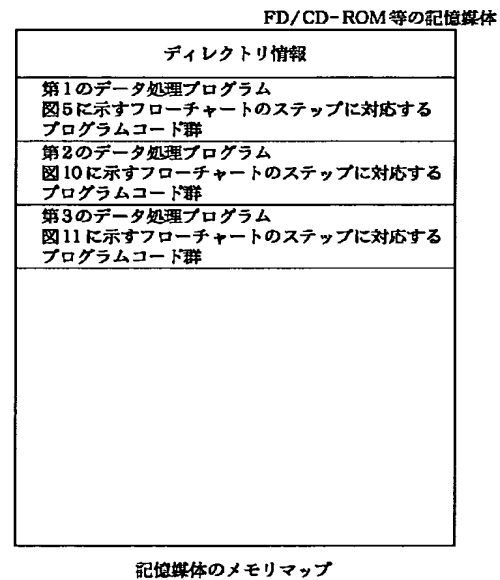 FD/CD-ROM等の記憶媒体
ディレクトリ情報
第1のデータ処理プログラム
図5に示すフローチャートのステップに対応する
プログラムコード群
第2のデータ処理プログラム
図10に示すフローチャートのステップに対応する
プログラムコード群
第3のデータ処理プログラム
図11に示すフローチャートのステップに対応する
プログラムコード群
記憶媒体のメモリマップ